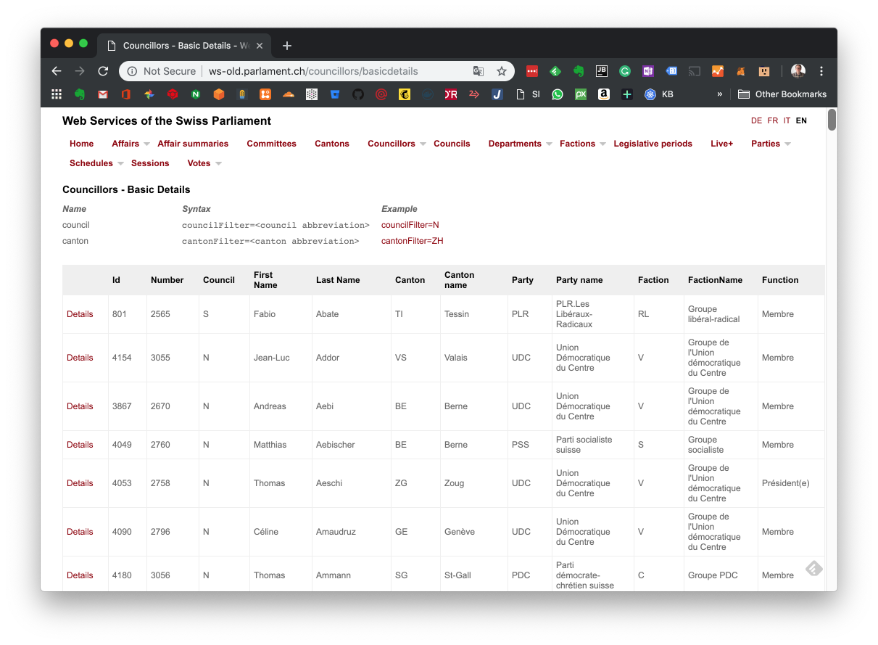 Councillors - Basic Details - W
Not Secure | ws-old.parlament.ch/councillors/basicdetails
SI KB » Other Bookmarks
Web Services of the Swiss Parliament DE FR IT EN
Home Affairs Affair summaries Committees Cantons Councillors Councils Departments Factions Legislative periods Live+ Parties
Schedules Sessions Votes
Councillors - Basic Details
Name Syntax Example
council councilFilter=<council abbreviation> councilFilter=N
canton cantonFilter=<canton abbreviation> cantonFilter=ZH
Id Number Council First Name Last Name Canton Canton name Party Party name Faction FactionName Function
Details 801 2565 S Fabio Abate TI Tessin PLR PLR.Les Libéraux-Radicaux RL Groupe libéral-radical Membre
Details 4154 3055 N Jean-Luc Addor VS Valais UDC Union Démocratique du Centre V Groupe de l'Union démocratique du Centre Membre
Details 3867 2670 N Andreas Aebi BE Berne UDC Union Démocratique du Centre V Groupe de l'Union démocratique du Centre Membre
Details 4049 2760 N Matthias Aebischer BE Berne PSS Parti socialiste suisse S Groupe socialiste Membre
Details 4053 2758 N Thomas Aeschi ZG Zoug UDC Union Démocratique du Centre V Groupe de l'Union démocratique du Centre Président(e)
Details 4090 2796 N Céline Amaudruz GE Genève UDC Union Démocratique du Centre V Groupe de l'Union démocratique du Centre Membre
Details 4180 3056 N Thomas Ammann SG St-Gall PDC Parti démocrate-chrétien suisse C Groupe PDC Membre